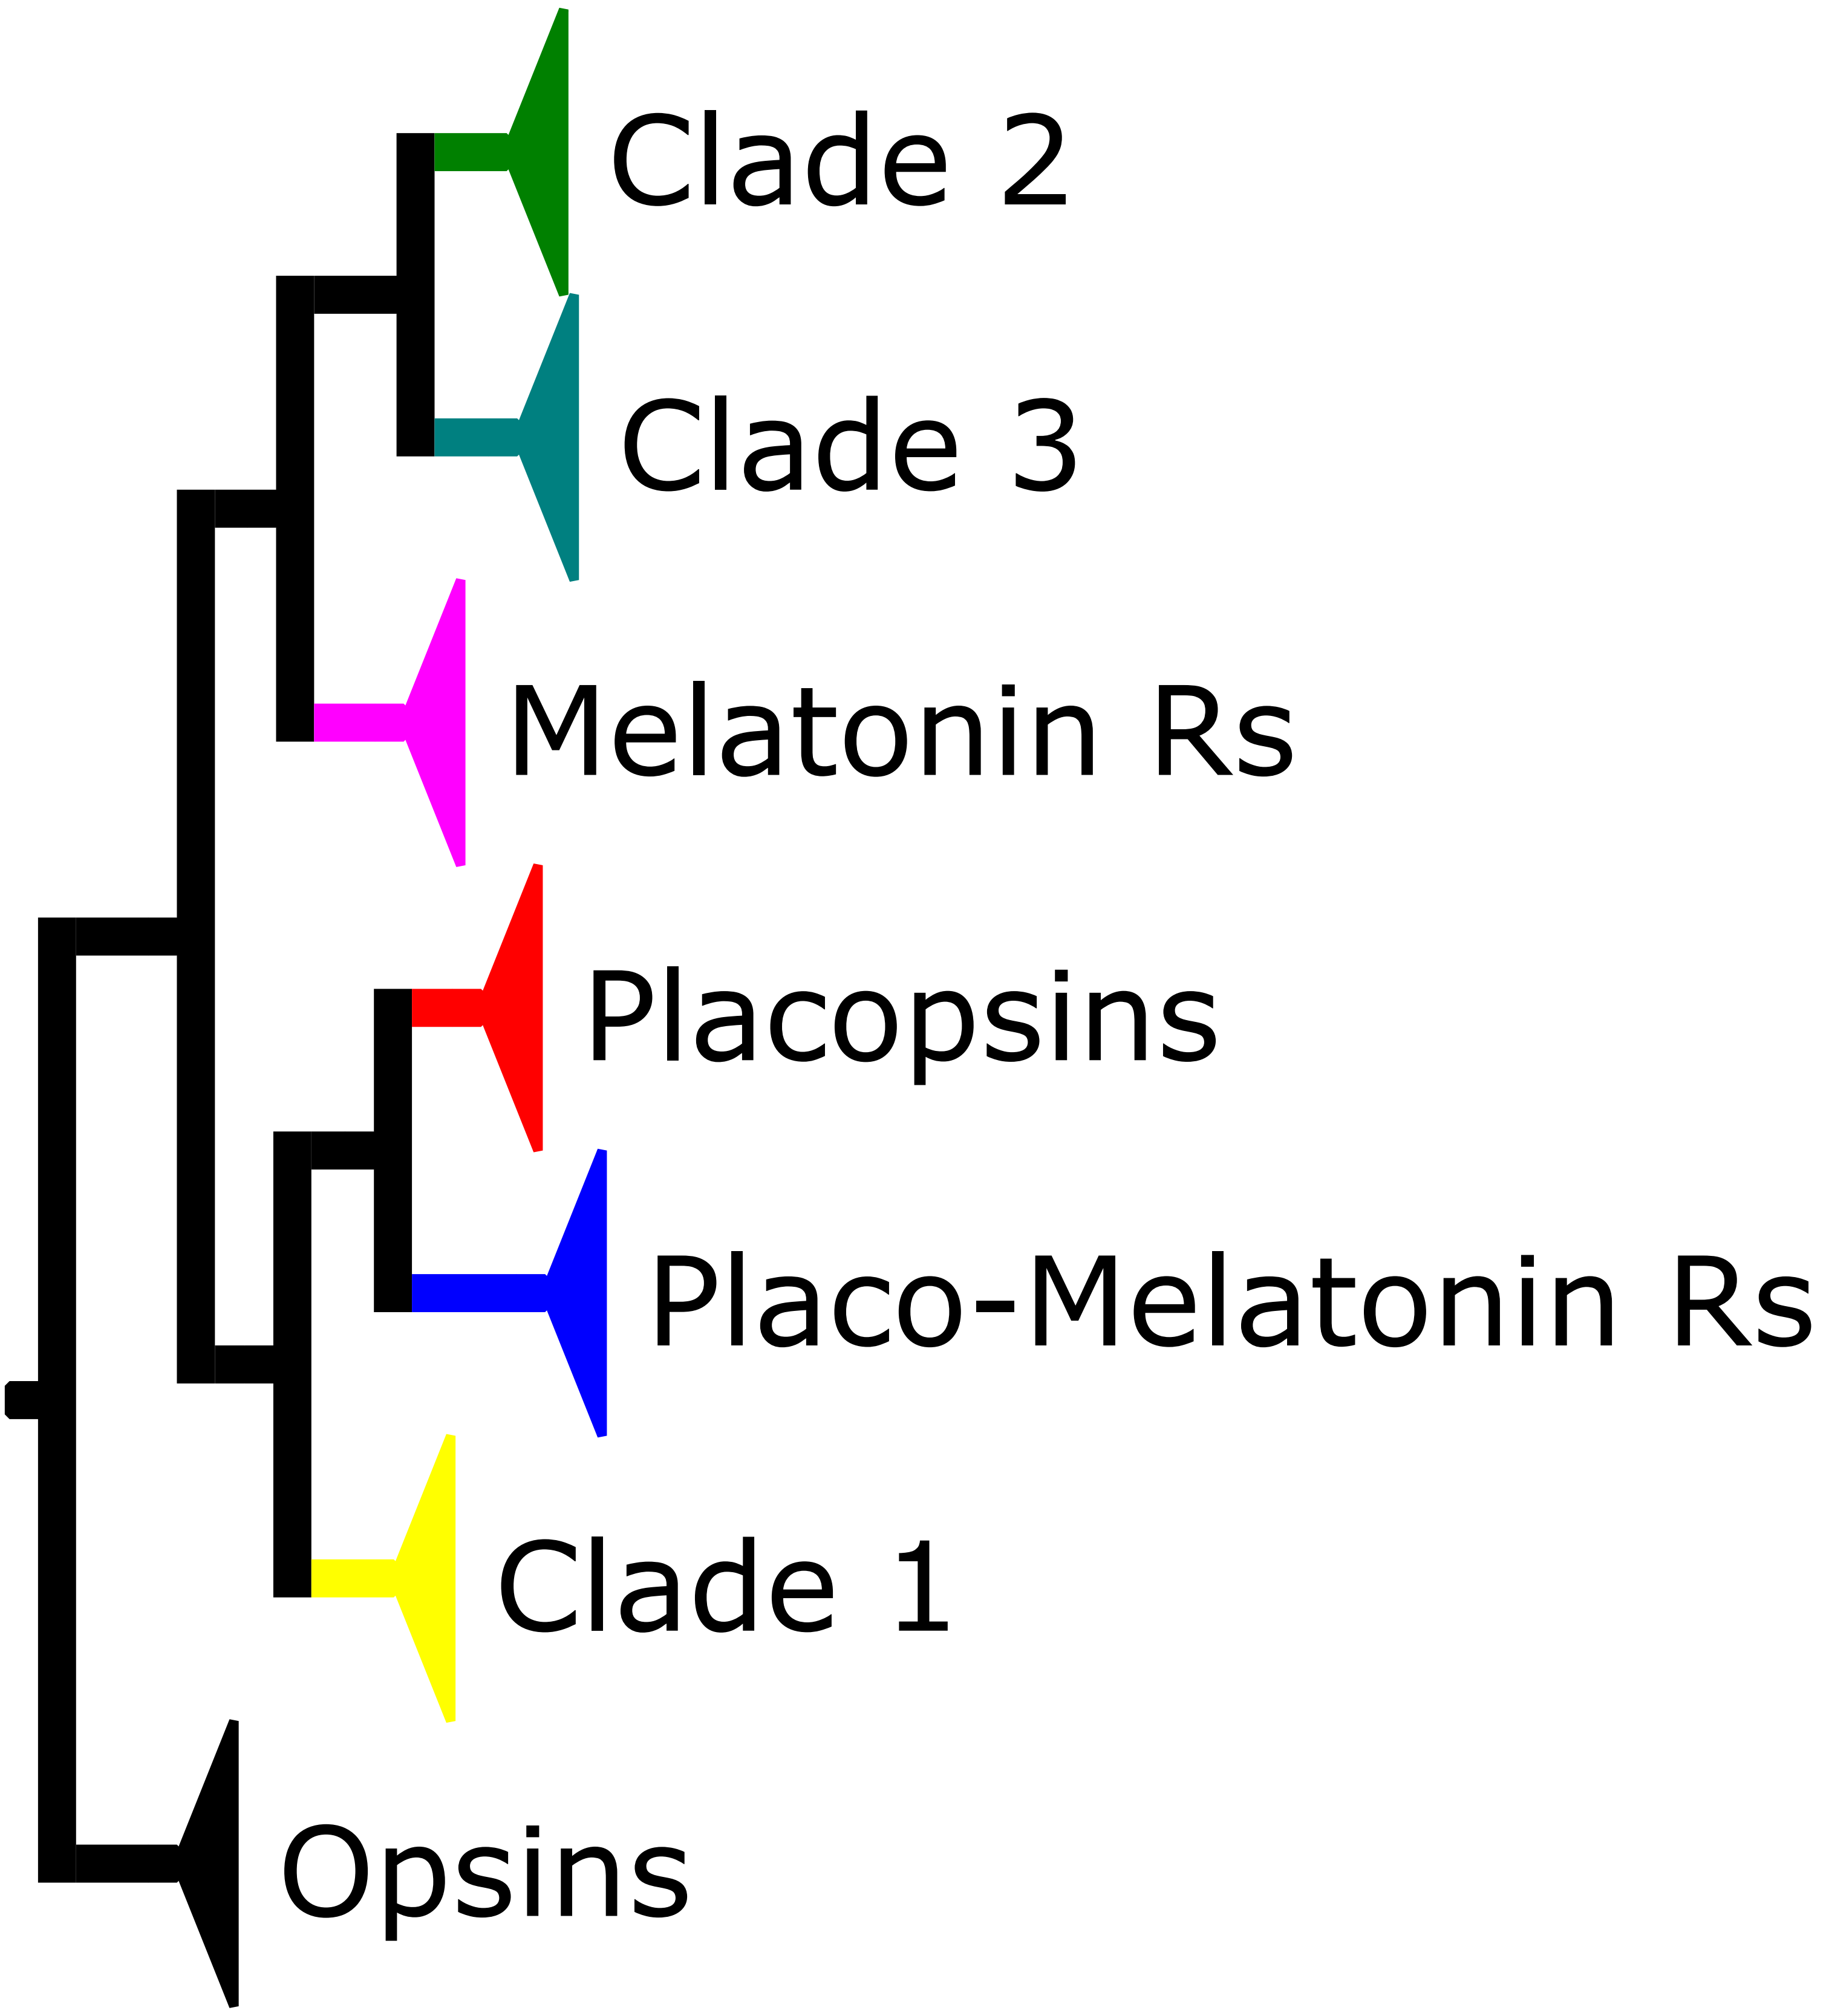 Clade 2
Clade 3
Melatonin Rs
Placopsins
Placo-Melatonin Rs
Clade 1
Opsins